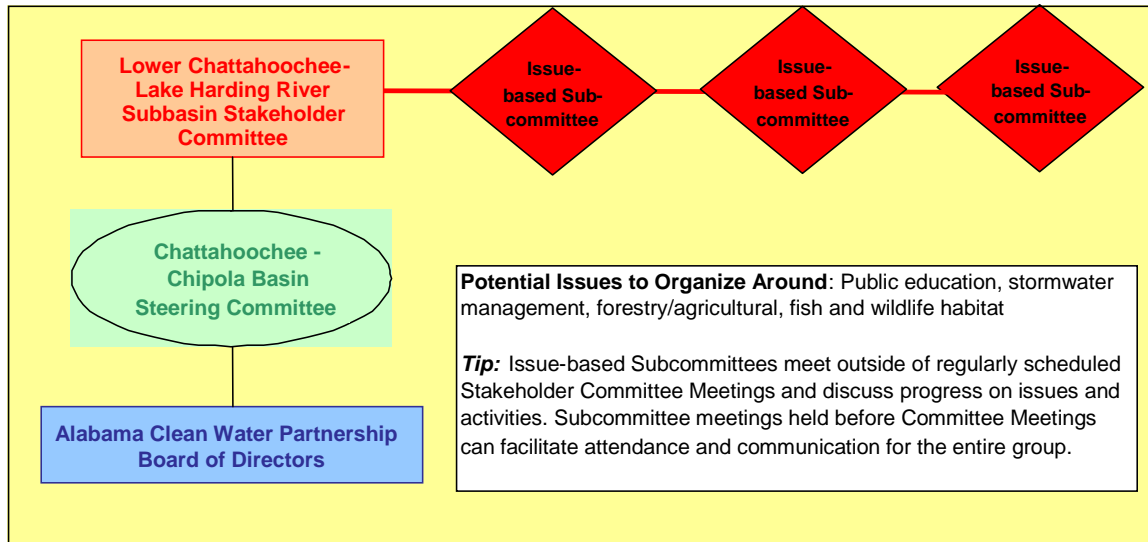 Lower Chattahoochee-
Lake Harding River
Subbasin Stakeholder
Committee
Issue-
based Sub-
committee
Issue-
based Sub-
committee
Issue-
based Sub-
committee
Chattahoochee -
Chipola Basin
Steering Committee
Alabama Clean Water Partnership
Board of Directors
Potential Issues to Organize Around: Public education, stormwater
management, forestry/agricultural, fish and wildlife habitat
Tip: Issue-based Subcommittees meet outside of regularly scheduled
Stakeholder Committee Meetings and discuss progress on issues and
activities. Subcommittee meetings held before Committee Meetings
can facilitate attendance and communication for the entire group.